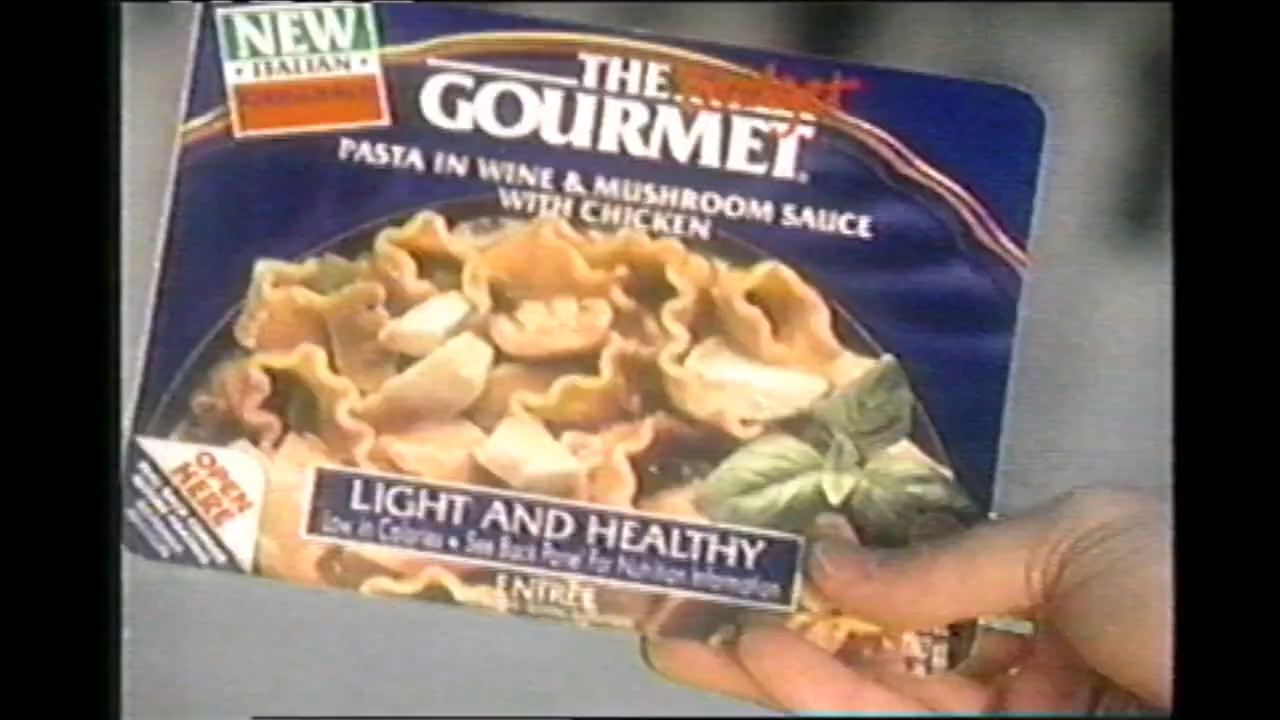 NEW
ITALIAN
THE
GOURMET
PASTA IN WINE & MUSHROOM SAUCE
WITH CHICKEN
OPEN
HERE
LIGHT AND HEALTHY
Low in Calories • See Back Panel For Nutrition Information
ENTRÉE